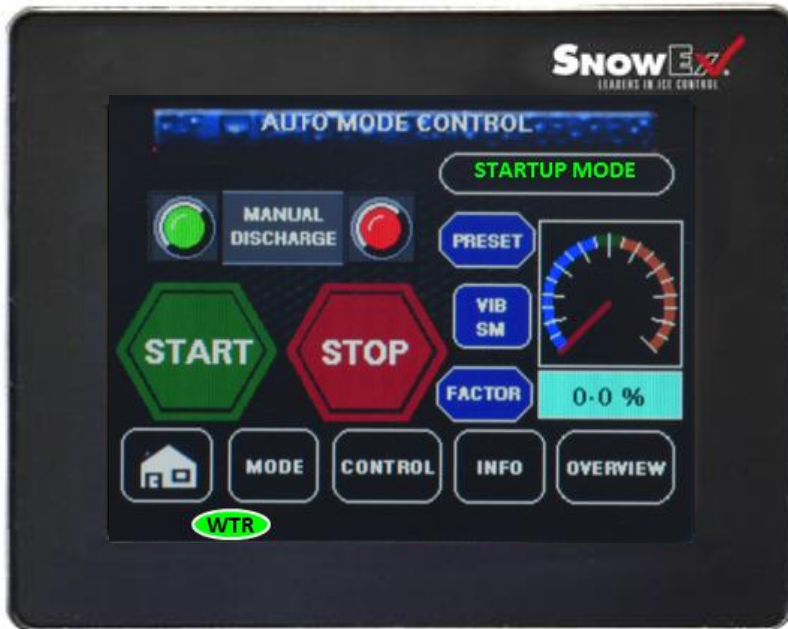 SNOWEx.
LEADERS IN ICE CONTROL
AUTO MODE CONTROL
STARTUP MODE
MANUAL
DISCHARGE
PRESET
VIB
SM
START
STOP
FACTOR
0.0 %
MODE
CONTROL
INFO
OVERVIEW
WTR